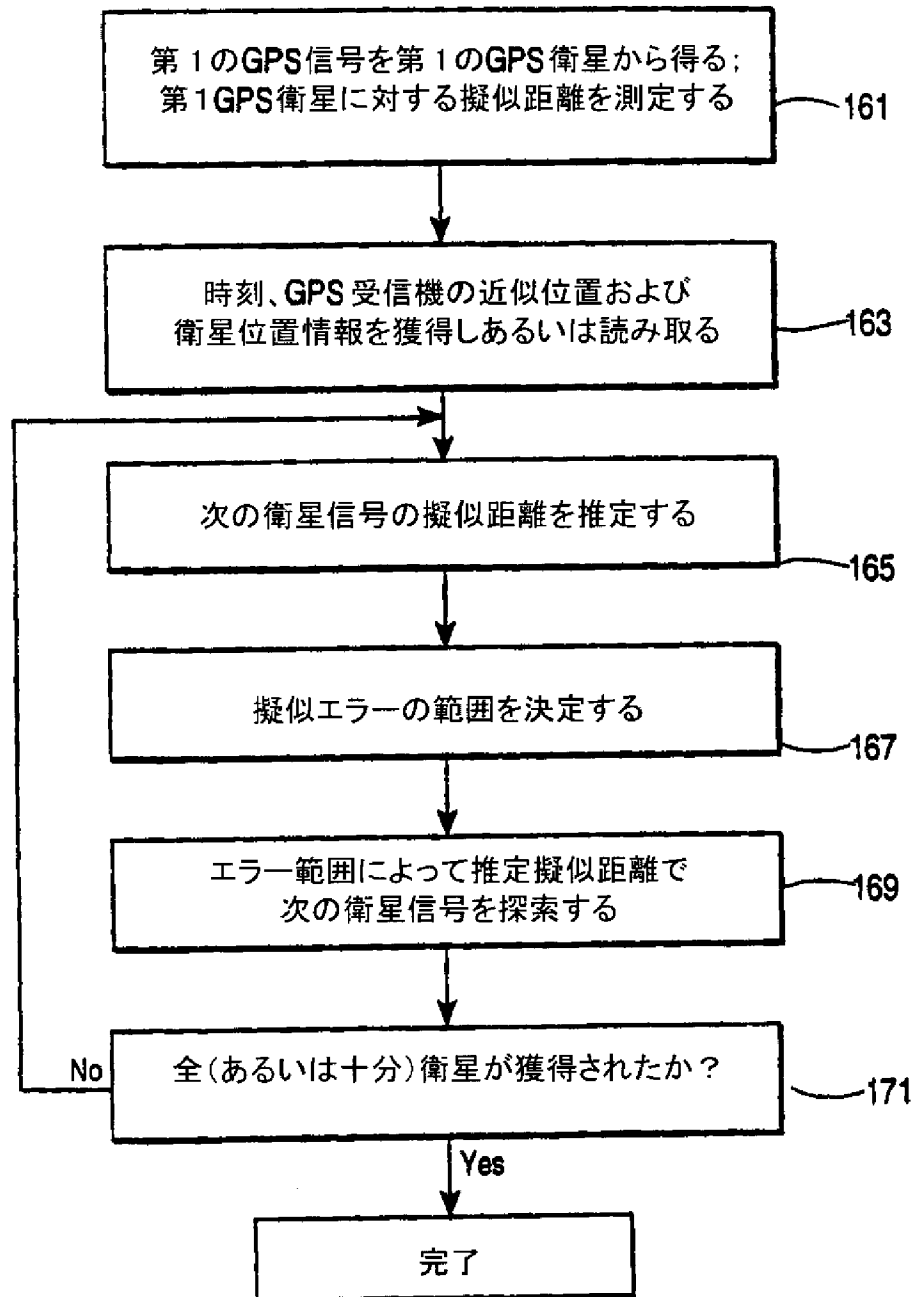 第1のGPS信号を第1のGPS衛星から得る;
第1GPS衛星に対する擬似距離を測定する
161
時刻、GPS受信機の近似位置および
衛星位置情報を獲得しあるいは読み取る
163
次の衛星信号の擬似距離を推定する
165
擬似エラーの範囲を決定する
167
エラー範囲によって推定擬似距離で
次の衛星信号を探索する
169
No
全(あるいは十分)衛星が獲得されたか?
171
Yes
完了